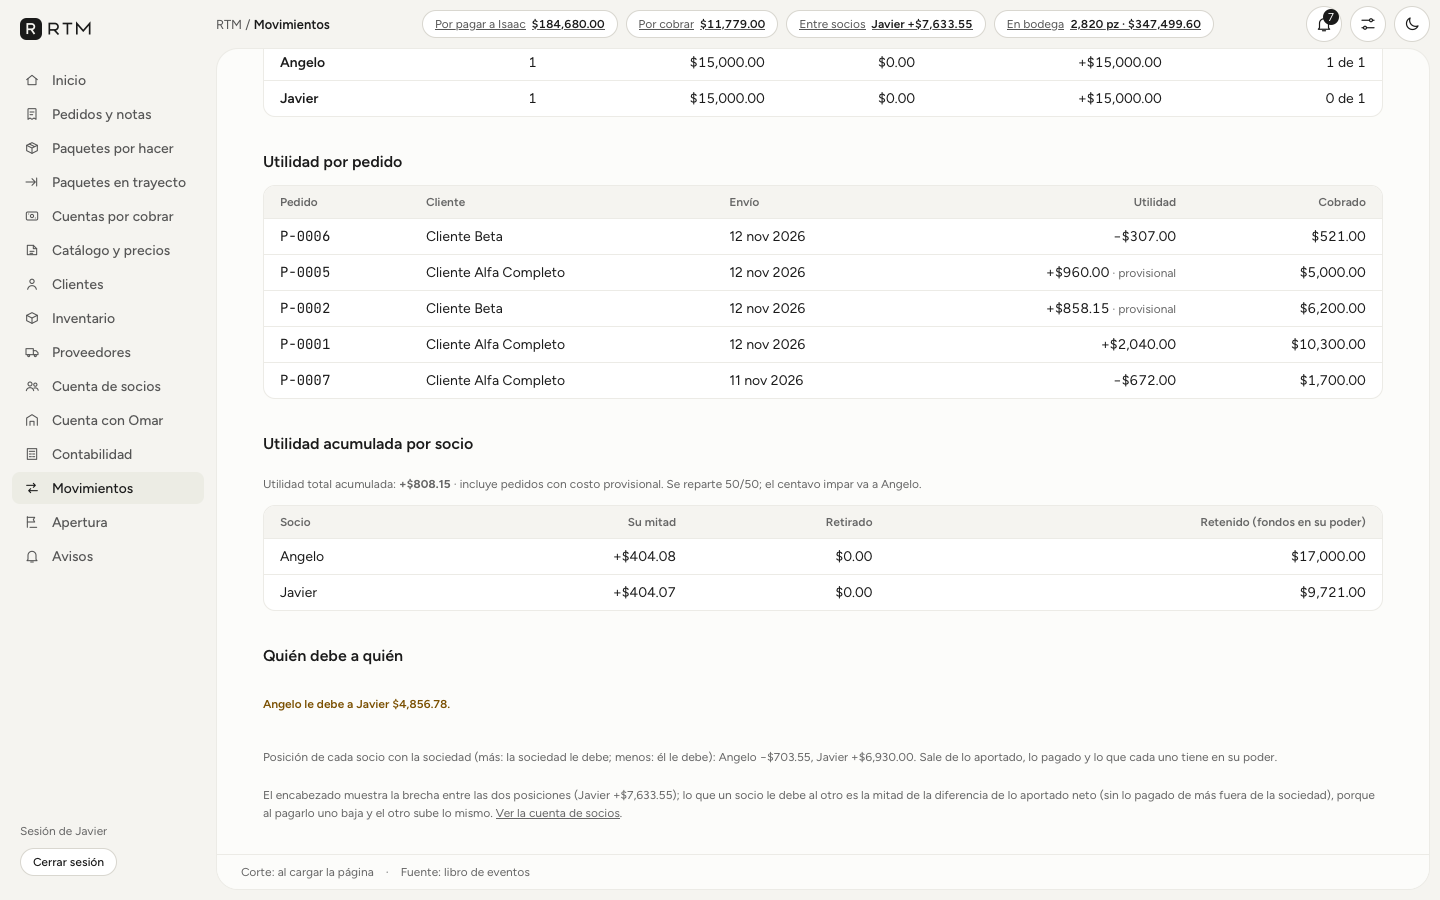 R RTM
RTM / Movimientos
Por pagar a Isaac $184,680.00
Por cobrar $11,779.00
Entre socios Javier +$7,633.55
En bodega 2,820 pz · $347,499.60
7
Inicio
Pedidos y notas
Paquetes por hacer
Paquetes en trayecto
Cuentas por cobrar
Catálogo y precios
Clientes
Inventario
Proveedores
Cuenta de socios
Cuenta con Omar
Contabilidad
Movimientos
Apertura
Avisos
Sesión de Javier
Cerrar sesión
Angelo 1 $15,000.00 $0.00 +$15,000.00 1 de 1
Javier 1 $15,000.00 $0.00 +$15,000.00 0 de 1
Utilidad por pedido
Pedido Cliente Envío Utilidad Cobrado
P-0006 Cliente Beta 12 nov 2026 −$307.00 $521.00
P-0005 Cliente Alfa Completo 12 nov 2026 +$960.00 · provisional $5,000.00
P-0002 Cliente Beta 12 nov 2026 +$858.15 · provisional $6,200.00
P-0001 Cliente Alfa Completo 12 nov 2026 +$2,040.00 $10,300.00
P-0007 Cliente Alfa Completo 11 nov 2026 −$672.00 $1,700.00
Utilidad acumulada por socio
Utilidad total acumulada: +$808.15 · incluye pedidos con costo provisional. Se reparte 50/50; el centavo impar va a Angelo.
Socio Su mitad Retirado Retenido (fondos en su poder)
Angelo +$404.08 $0.00 $17,000.00
Javier +$404.07 $0.00 $9,721.00
Quién debe a quién
Angelo le debe a Javier $4,856.78.
Posición de cada socio con la sociedad (más: la sociedad le debe; menos: él le debe): Angelo −$703.55, Javier +$6,930.00. Sale de lo aportado, lo pagado y lo que cada uno tiene en su poder.
El encabezado muestra la brecha entre las dos posiciones (Javier +$7,633.55); lo que un socio le debe al otro es la mitad de la diferencia de lo aportado neto (sin lo pagado de más fuera de la sociedad), porque
al pagarlo uno baja y el otro sube lo mismo. Ver la cuenta de socios.
Corte: al cargar la página · Fuente: libro de eventos